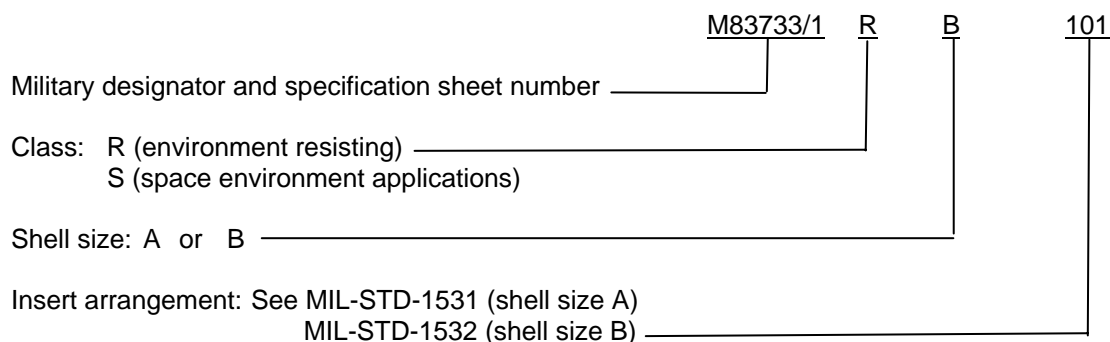 M83733/1 R B 101
Military designator and specification sheet number
Class: R (environment resisting)
S (space environment applications)
Shell size: A or B
Insert arrangement: See MIL-STD-1531 (shell size A)
MIL-STD-1532 (shell size B)